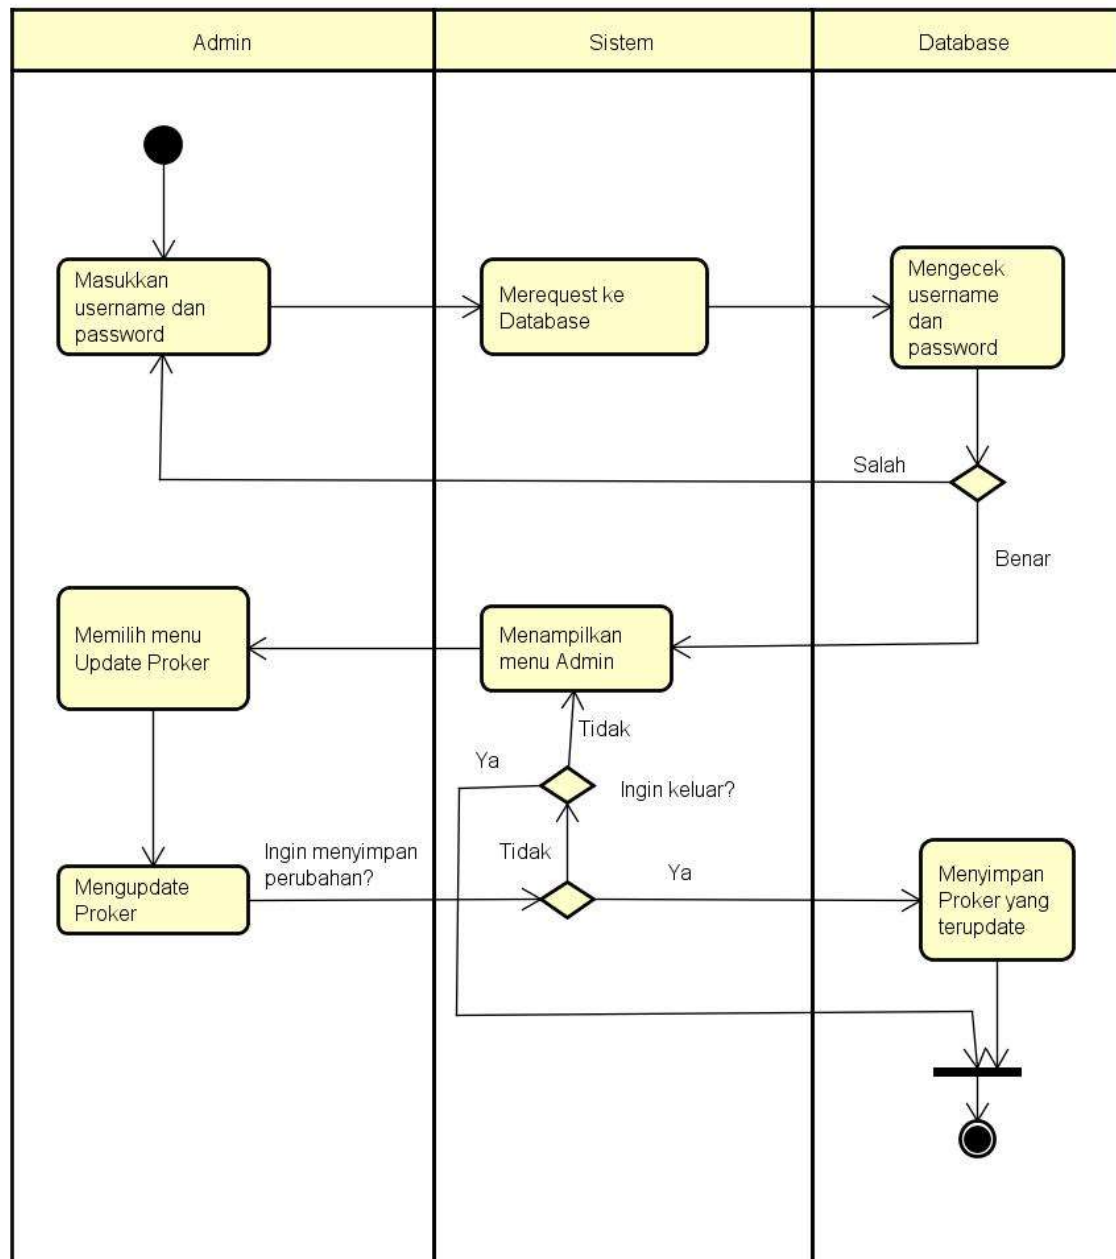 Admin
Sistem
Database
Masukkan
username dan
password
Merequest ke
Database
Mengecek
username
dan
password
Salah
Benar
Memilih menu
Update Proker
Menampilkan
menu Admin
Tidak
Ya
Ingin keluar?
Mengupdate
Proker
Ingin menyimpan
perubahan?
Tidak
Ya
Menyimpan
Proker yang
terupdate